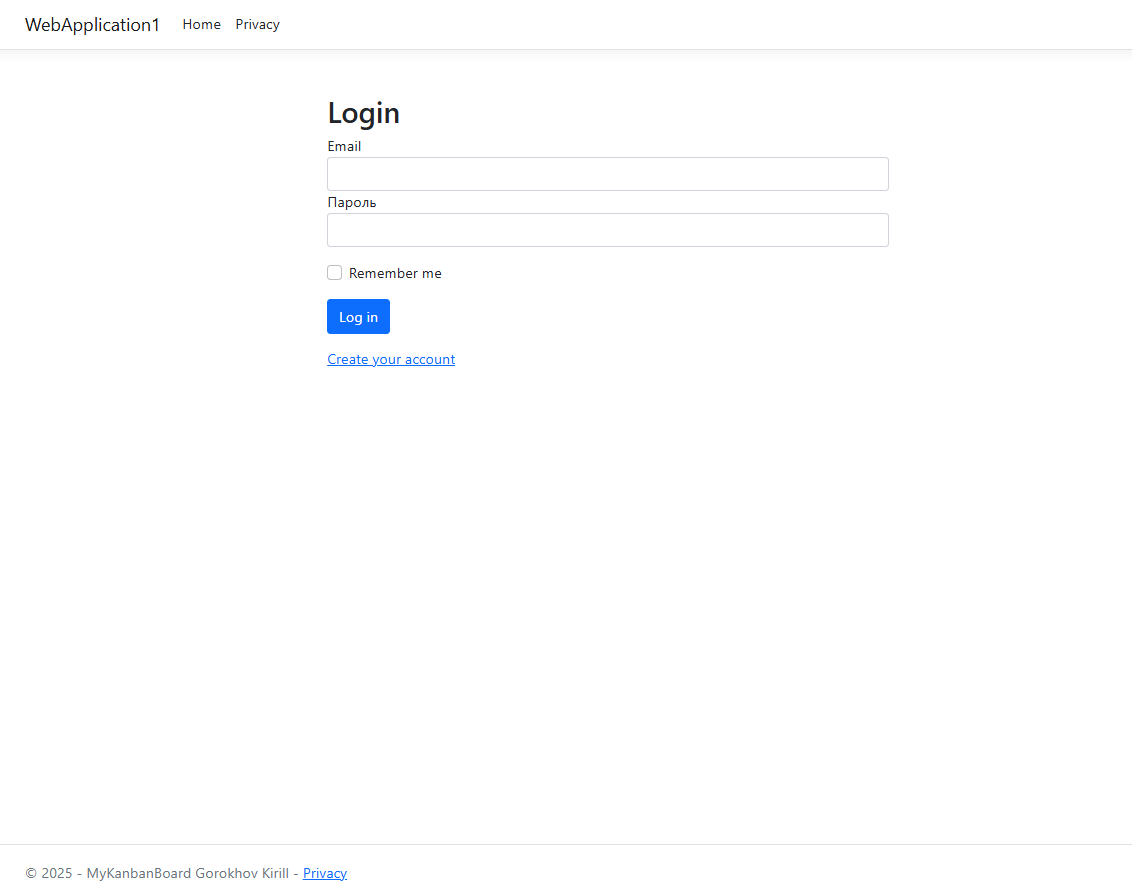 WebApplication1 Home Privacy
Login
Email
Пароль
Remember me
Log in
Create your account
© 2025 - MyKanbanBoard Gorokhov Kirill - Privacy